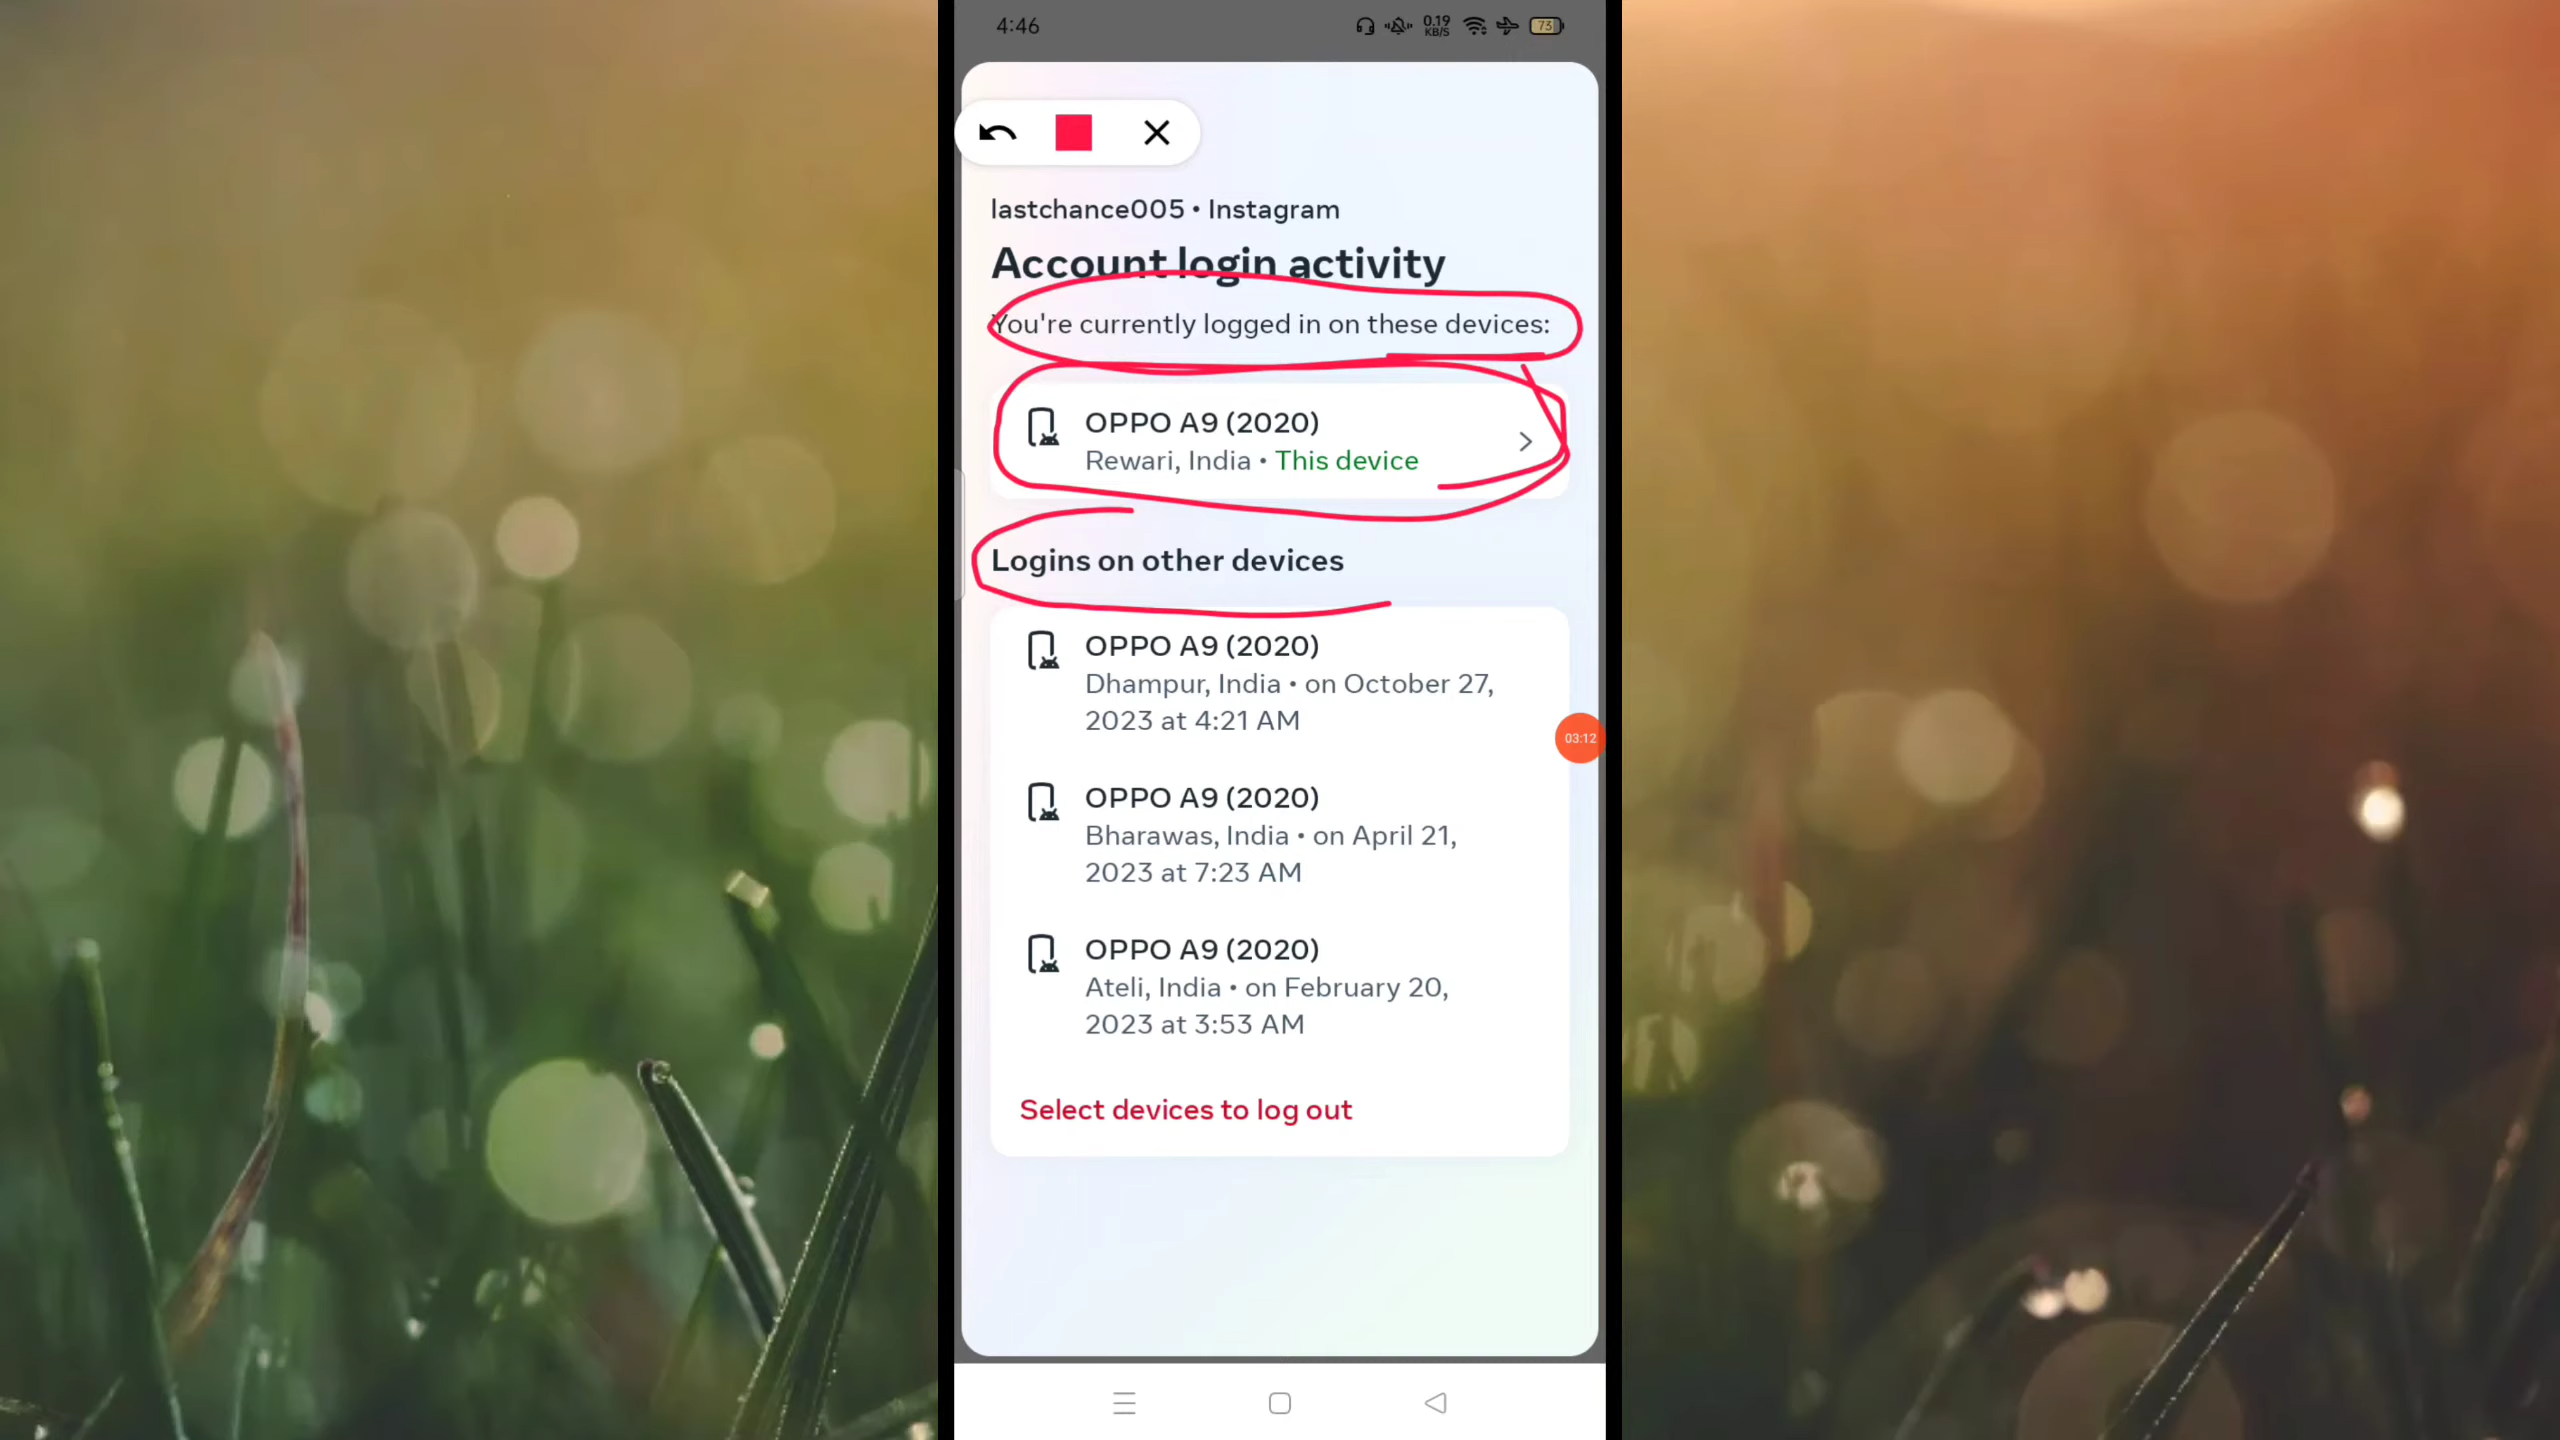 4:46
0.19
KB/S
73
lastchance005 • Instagram
Account login activity
You're currently logged in on these devices:
OPPO A9 (2020)
Rewari, India • This device
Logins on other devices
OPPO A9 (2020)
Dhampur, India • on October 27,
2023 at 4:21 AM
03:12
OPPO A9 (2020)
Bharawas, India • on April 21,
2023 at 7:23 AM
OPPO A9 (2020)
Ateli, India • on February 20,
2023 at 3:53 AM
Select devices to log out